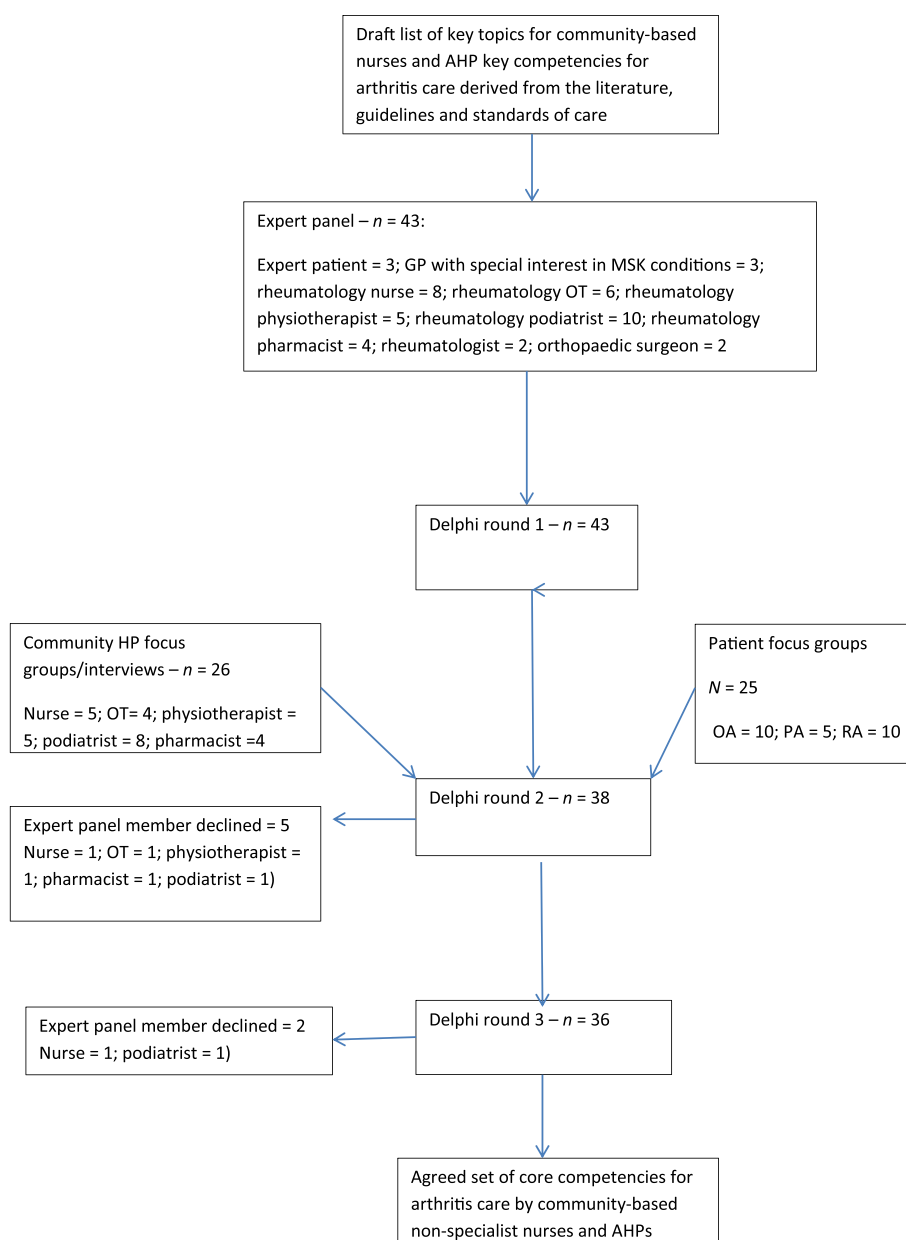 Draft list of key topics for community-based
nurses and AHP key competencies for
arthritis care derived from the literature,
guidelines and standards of care
Expert panel – n = 43:
Expert patient = 3; GP with special interest in MSK conditions = 3;
rheumatology nurse = 8; rheumatology OT = 6; rheumatology
physiotherapist = 5; rheumatology podiatrist = 10; rheumatology
pharmacist = 4; rheumatologist = 2; orthopaedic surgeon = 2
Delphi round 1 – n = 43
Community HP focus
groups/interviews – n = 26
Nurse = 5; OT= 4; physiotherapist =
5; podiatrist = 8; pharmacist =4
Patient focus groups
N = 25
OA = 10; PA = 5; RA = 10
Delphi round 2 – n = 38
Expert panel member declined = 5
Nurse = 1; OT = 1; physiotherapist =
1; pharmacist = 1; podiatrist = 1)
Delphi round 3 – n = 36
Expert panel member declined = 2
Nurse = 1; podiatrist = 1)
Agreed set of core competencies for
arthritis care by community-based
non-specialist nurses and AHPs